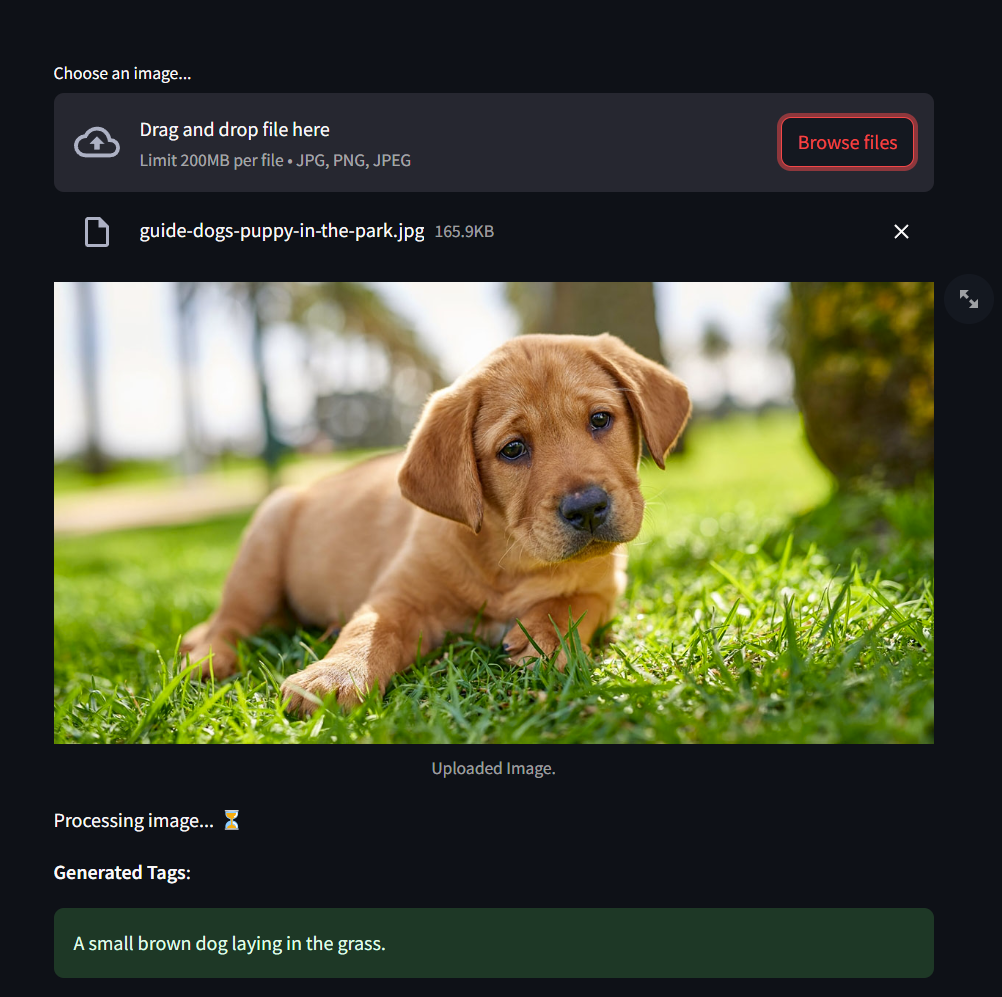 Choose an image...
Drag and drop file here
Limit 200MB per file • JPG, PNG, JPEG
Browse files
guide-dogs-puppy-in-the-park.jpg 165.9KB
Uploaded Image.
Processing image... ⏳
Generated Tags:
A small brown dog laying in the grass.